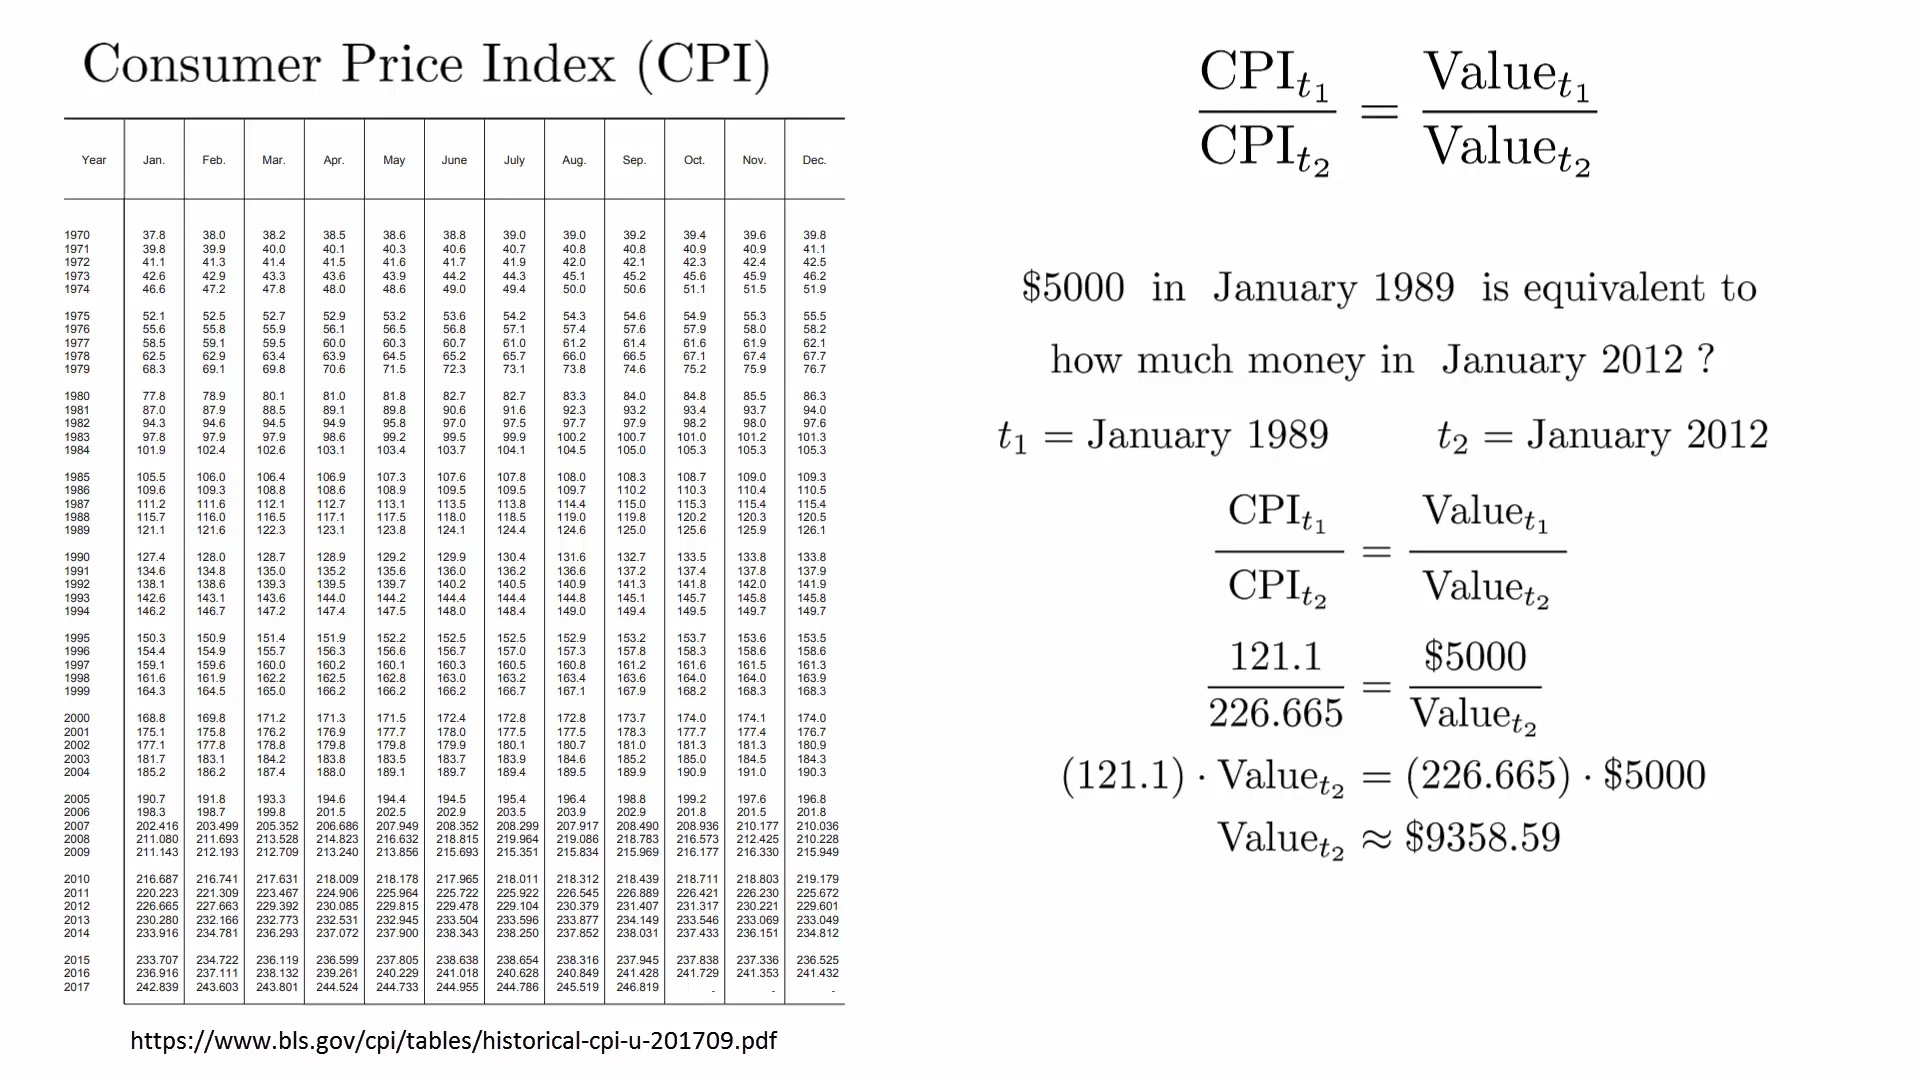 Consumer Price Index (CPI)
Year Jan. Feb. Mar. Apr. May June July Aug. Sep. Oct. Nov. Dec.
1970 37.8 38.0 38.2 38.5 38.6 38.8 39.0 39.0 39.2 39.4 39.6 39.8
1971 39.8 39.9 40.0 40.1 40.3 40.6 40.7 40.8 40.8 40.9 40.9 41.1
1972 41.1 41.3 41.4 41.5 41.6 41.7 41.9 42.0 42.1 42.3 42.4 42.5
1973 42.6 42.9 43.3 43.6 43.9 44.2 44.3 45.1 45.2 45.6 45.9 46.2
1974 46.6 47.2 47.8 48.0 48.6 49.0 49.4 50.0 50.6 51.1 51.5 51.9
1975 52.1 52.5 52.7 52.9 53.2 53.6 54.2 54.3 54.6 54.9 55.3 55.5
1976 55.6 55.8 55.9 56.1 56.5 56.8 57.1 57.4 57.6 57.9 58.0 58.2
1977 58.5 59.1 59.5 60.0 60.3 60.7 61.0 61.2 61.4 61.6 61.9 62.1
1978 62.5 62.9 63.4 63.9 64.5 65.2 65.7 66.0 66.5 67.1 67.4 67.7
1979 68.3 69.1 69.8 70.6 71.5 72.3 73.1 73.8 74.6 75.2 75.9 76.7
1980 77.8 78.9 80.1 81.0 81.8 82.7 82.7 83.3 84.0 84.8 85.5 86.3
1981 87.0 87.9 88.5 89.1 89.8 90.6 91.6 92.3 93.2 93.4 93.7 94.0
1982 94.3 94.6 94.5 94.9 95.8 97.0 97.5 97.7 97.9 98.2 98.0 97.6
1983 97.8 97.9 97.9 98.6 99.2 99.5 99.9 100.2 100.7 101.0 101.2 101.3
1984 101.9 102.4 102.6 103.1 103.4 103.7 104.1 104.5 105.0 105.3 105.3 105.3
1985 105.5 106.0 106.4 106.9 107.3 107.6 107.8 108.0 108.3 108.7 109.0 109.3
1986 109.6 109.3 108.8 108.6 108.9 109.5 109.5 109.7 110.2 110.3 110.4 110.5
1987 111.2 111.6 112.1 112.7 113.1 113.5 113.8 114.4 115.0 115.3 115.4 115.4
1988 115.7 116.0 116.5 117.1 117.5 118.0 118.5 119.0 119.8 120.2 120.3 120.5
1989 121.1 121.6 122.3 123.1 123.8 124.1 124.4 124.6 125.0 125.6 125.9 126.1
1990 127.4 128.0 128.7 128.9 129.2 129.9 130.4 131.6 132.7 133.5 133.8 133.8
1991 134.6 134.8 135.0 135.2 135.6 136.0 136.2 136.6 137.2 137.4 137.8 137.9
1992 138.1 138.6 139.3 139.5 139.7 140.2 140.5 140.9 141.3 141.8 142.0 141.9
1993 142.6 143.1 143.6 144.0 144.2 144.4 144.4 144.8 145.1 145.7 145.8 145.8
1994 146.2 146.7 147.2 147.4 147.5 148.0 148.4 149.0 149.4 149.5 149.7 149.7
1995 150.3 150.9 151.4 151.9 152.2 152.5 152.5 152.9 153.2 153.7 153.6 153.5
1996 154.4 154.9 155.7 156.3 156.6 156.7 157.0 157.3 157.8 158.3 158.6 158.6
1997 159.1 159.6 160.0 160.2 160.1 160.3 160.5 160.8 161.2 161.6 161.5 161.3
1998 161.6 161.9 162.2 162.5 162.8 163.0 163.2 163.4 163.6 164.0 164.0 163.9
1999 164.3 164.5 165.0 166.2 166.2 166.2 166.7 167.1 167.9 168.2 168.3 168.3
2000 168.8 169.8 171.2 171.3 171.5 172.4 172.8 172.8 173.7 174.0 174.1 174.0
2001 175.1 175.8 176.2 176.9 177.7 178.0 177.5 177.5 178.3 177.7 177.4 176.7
2002 177.1 177.8 178.8 179.8 179.8 179.9 180.1 180.7 181.0 181.3 181.3 180.9
2003 181.7 183.1 184.2 183.8 183.5 183.7 183.9 184.6 185.2 185.0 184.5 184.3
2004 185.2 186.2 187.4 188.0 189.1 189.7 189.4 189.5 189.9 190.9 191.0 190.3
2005 190.7 191.8 193.3 194.6 194.4 194.5 195.4 196.4 198.8 199.2 197.6 196.8
2006 198.3 198.7 199.8 201.5 202.5 202.9 203.5 203.9 202.9 201.8 201.5 201.8
2007 202.416 203.499 205.352 206.686 207.949 208.352 208.299 207.917 208.490 208.936 210.177 210.036
2008 211.080 211.693 213.528 214.823 216.632 218.815 219.964 219.086 218.783 216.573 212.425 210.228
2009 211.143 212.193 212.709 213.240 213.856 215.693 215.351 215.834 215.969 216.177 216.330 215.949
2010 216.687 216.741 217.631 218.009 218.178 217.965 218.011 218.312 218.439 218.711 218.803 219.179
2011 220.223 221.309 223.467 224.906 225.964 225.722 225.922 226.545 226.889 226.421 226.230 225.672
2012 226.665 227.663 229.392 230.085 229.815 229.478 229.104 230.379 231.407 231.317 230.221 229.601
2013 230.280 232.166 232.773 232.531 232.945 233.504 233.596 233.877 234.149 233.546 233.069 233.049
2014 233.916 234.781 236.293 237.072 237.900 238.343 238.250 237.852 238.031 237.433 236.151 234.812
2015 233.707 234.722 236.119 236.599 237.805 238.638 238.654 238.316 237.945 237.838 237.336 236.525
2016 236.916 237.111 238.132 239.261 240.229 241.018 240.628 240.849 241.428 241.729 241.353 241.432
2017 242.839 243.603 243.801 244.524 244.733 244.955 244.786 245.519 246.819 - - -
https://www.bls.gov/cpi/tables/historical-cpi-u-201709.pdf
CPIt1 / CPIt2 = Valuet1 / Valuet2
$5000 in January 1989 is equivalent to
how much money in January 2012 ?
t1 = January 1989 t2 = January 2012
CPIt1 / CPIt2 = Valuet1 / Valuet2
121.1 / 226.665 = $5000 / Valuet2
(121.1) · Valuet2 = (226.665) · $5000
Valuet2 ≈ $9358.59